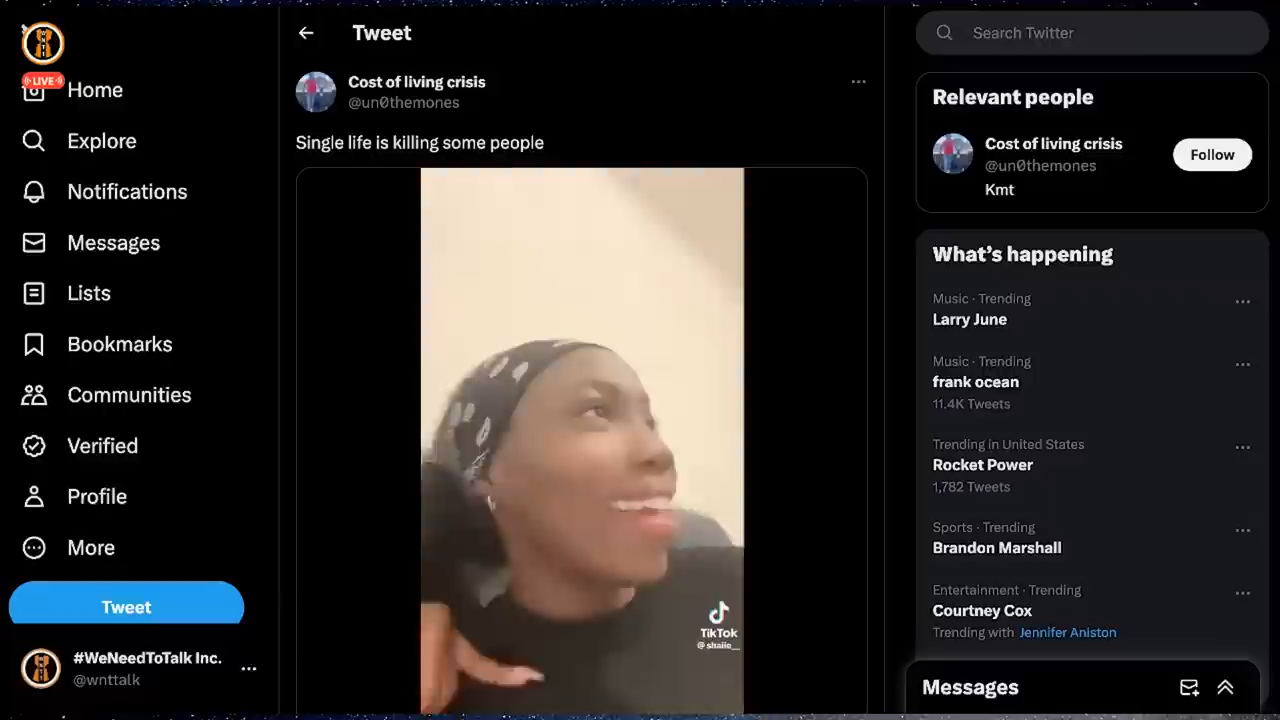 LIVE
Home
Explore
Notifications
Messages
Lists
Bookmarks
Communities
Verified
Profile
More
Tweet
#WeNeedToTalk Inc.
@wnttalk
Tweet
Cost of living crisis
@un0themones
Single life is killing some people
TikTok
@shaiie__
Search Twitter
Relevant people
Cost of living crisis
@un0themones
Follow
Kmt
What's happening
Music · Trending
Larry June
Music · Trending
frank ocean
11.4K Tweets
Trending in United States
Rocket Power
1,782 Tweets
Sports · Trending
Brandon Marshall
Entertainment · Trending
Courtney Cox
Trending with Jennifer Aniston
Messages